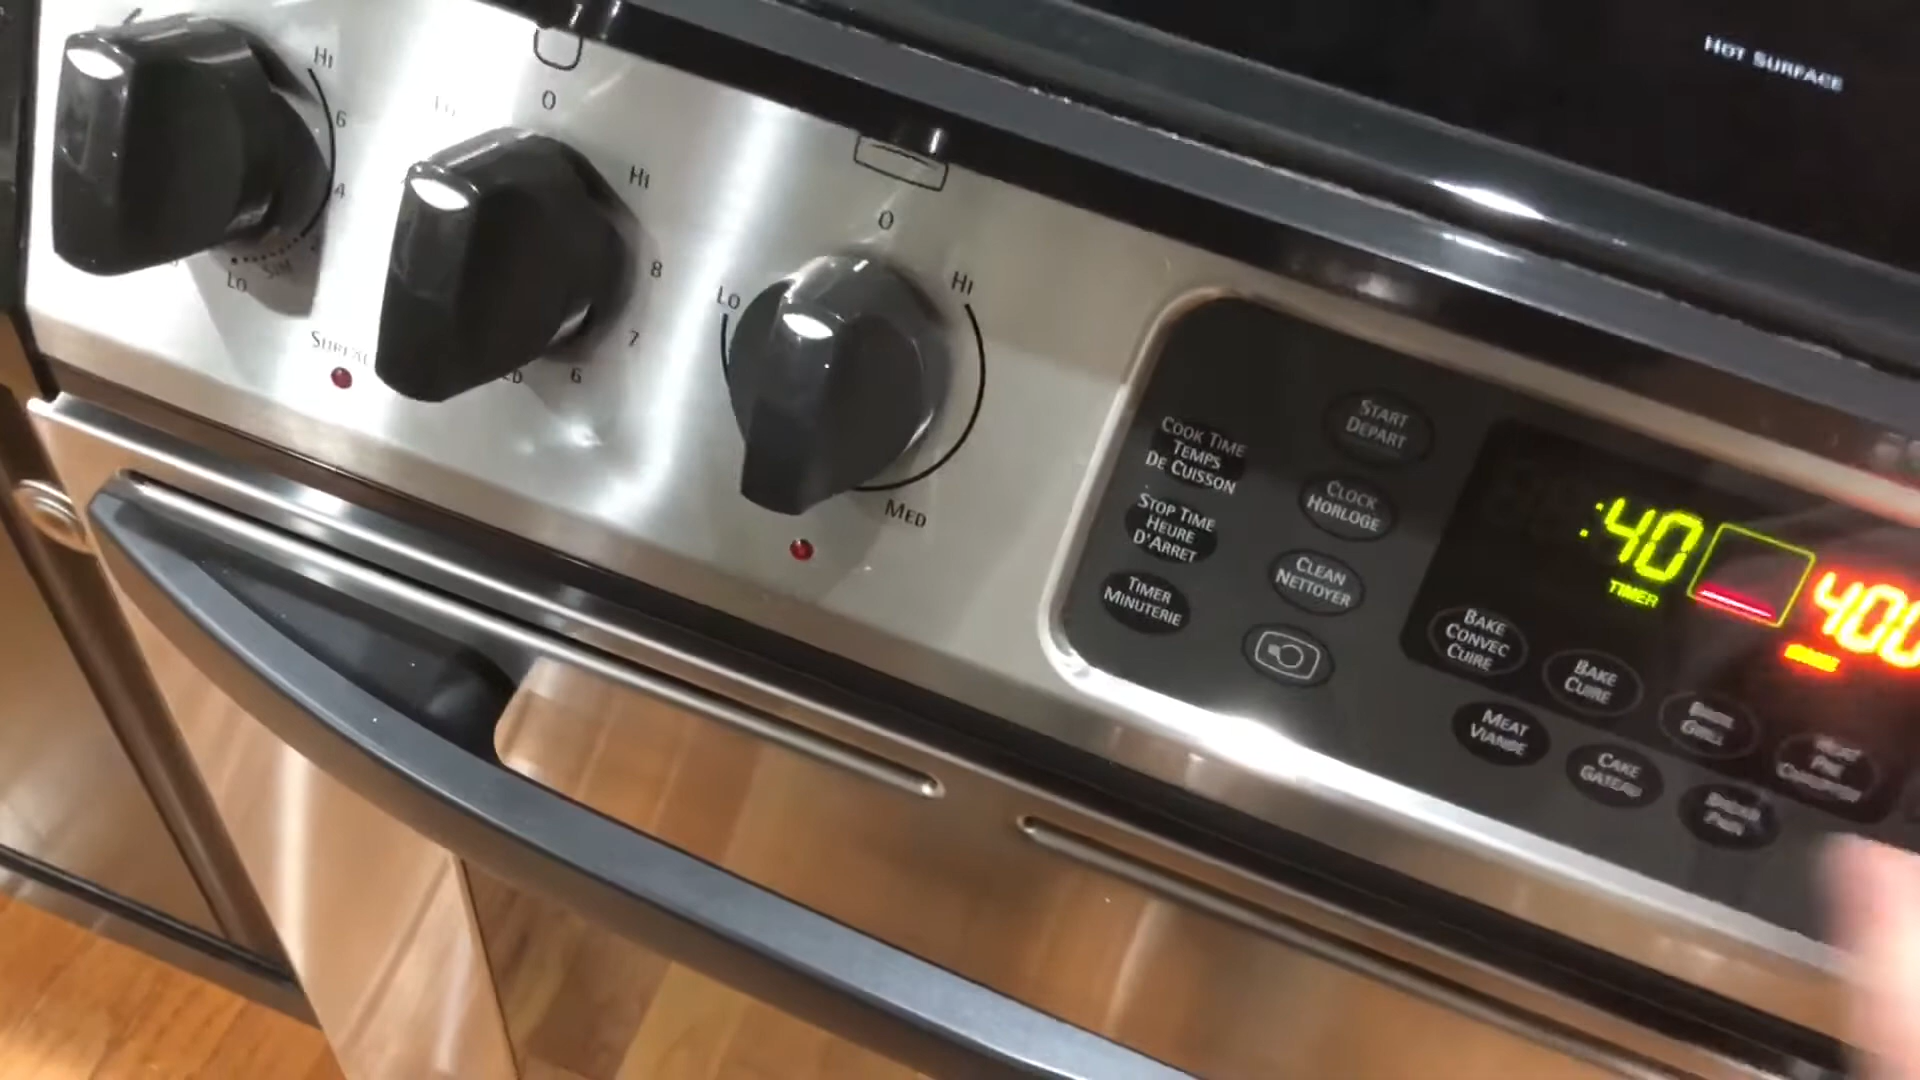 HOT SURFACE
HI
6
4
LO
SIM
LO
0
HI
8
7
6
0
LO
HI
MED
START
DEPART
COOK TIME
TEMPS
DE CUISSON
CLOCK
HORLOGE
STOP TIME
HEURE
D'ARRET
CLEAN
NETTOYER
TIMER
MINUTERIE
:40
TIMER
400
BAKE
CONVEC
CUIRE
BAKE
CUIRE
MEAT
VIANDE
CAKE
GATEAU